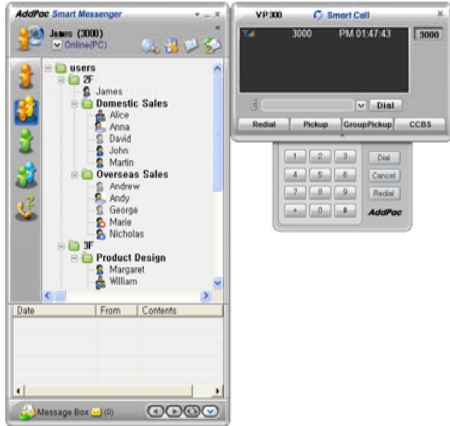 AddPac Smart Messenger
James (3000)
Online(PC)
users
2F
James
Domestic Sales
Alice
Anna
David
John
Martin
Overseas Sales
Andrew
Andy
George
Marie
Nicholas
3F
Product Design
Margaret
William
Date From Contents
Message Box (0)
VP300 Smart Call
3000 PM 01:47:43 3000
Dial
Redial Pickup GroupPickup CCBS
1 2 3 Dial
4 5 6 Cancel
7 8 9 Redial
* 0 # AddPac